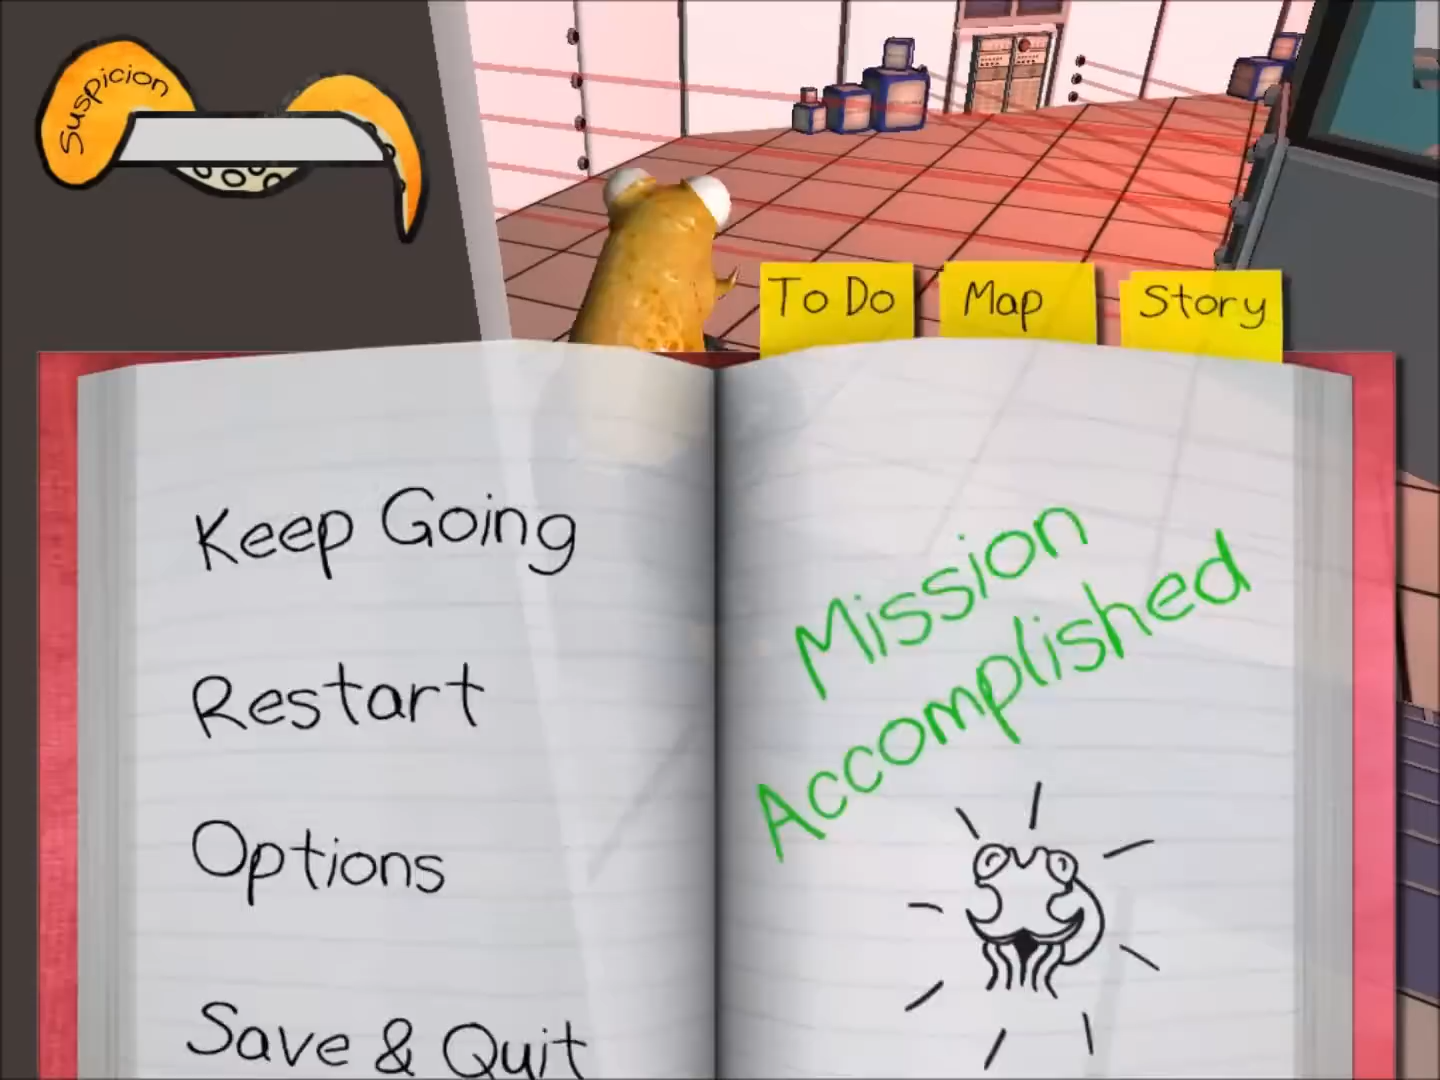 Suspicion
To Do
Map
Story
Keep Going
Restart
Options
Save & Quit
Mission
Accomplished